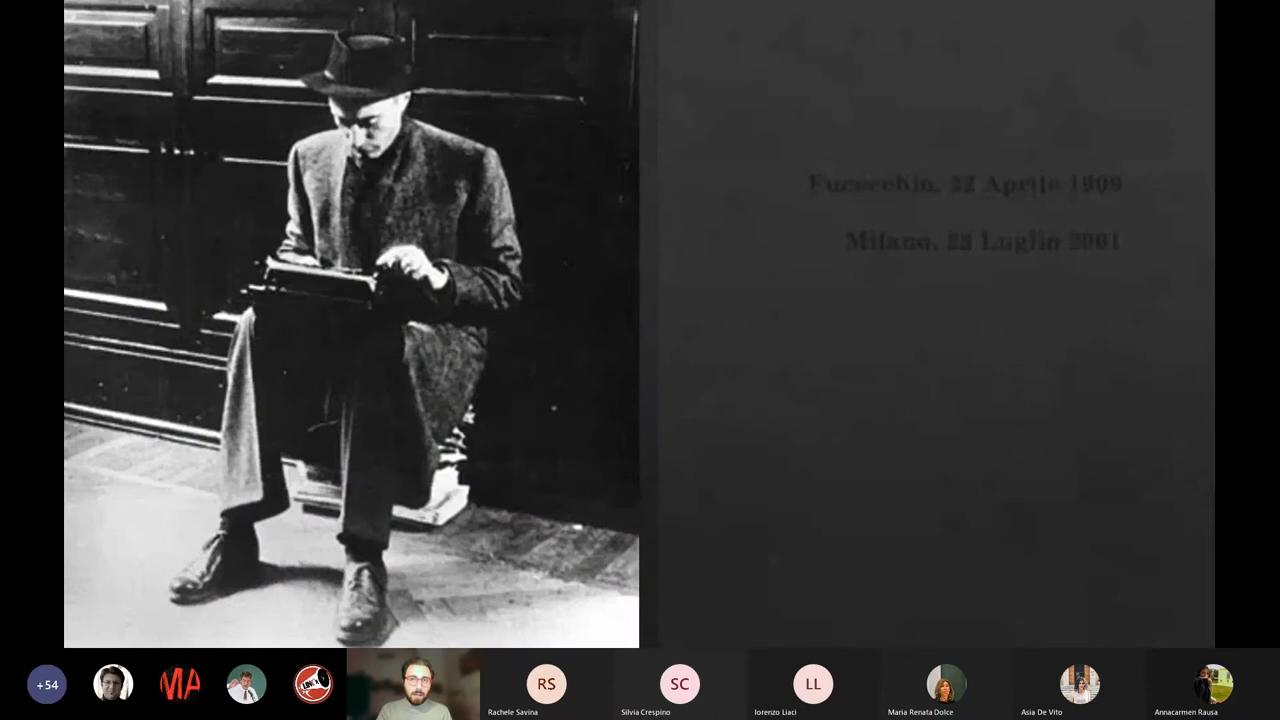 Fucecchio, 22 Aprile 1909
Milano, 22 Luglio 2001
+54
MA
RS
SC
LL
Rachele Savina
Silvia Crespino
lorenzo Liaci
Maria Renata Dolce
Asia De Vito
Annacarmen Rausa